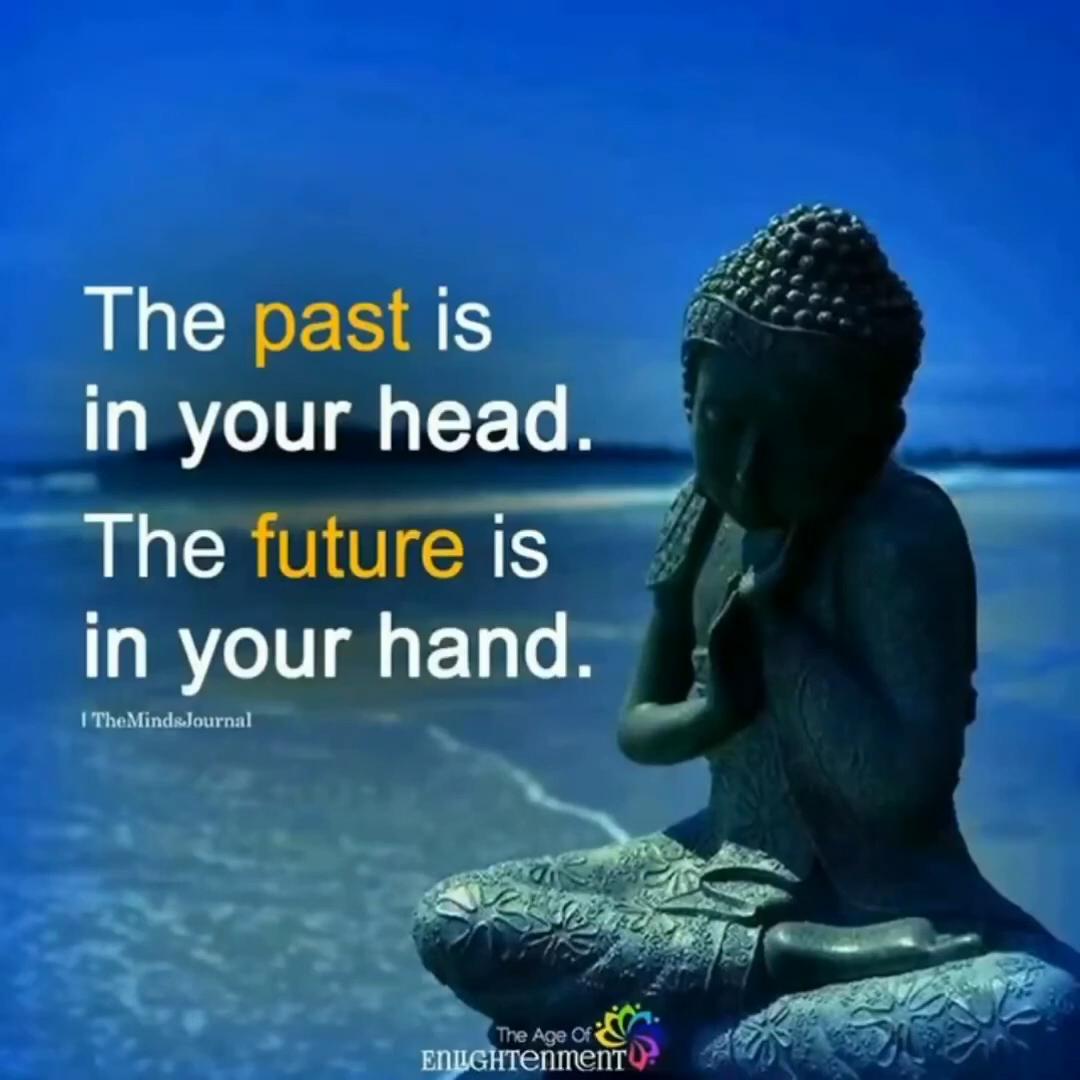 The past is
in your head.
The future is
in your hand.
I TheMindsJournal
The Age Of
ENLIGHTENMENT